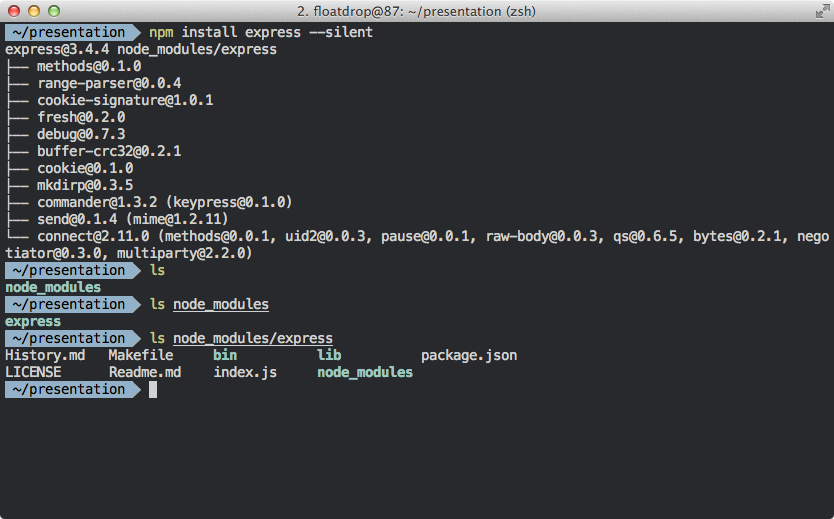 2. floatdrop@87: ~/presentation (zsh)
~/presentation npm install express --silent
express@3.4.4 node_modules/express
├── methods@0.1.0
├── range-parser@0.0.4
├── cookie-signature@1.0.1
├── fresh@0.2.0
├── debug@0.7.3
├── buffer-crc32@0.2.1
├── cookie@0.1.0
├── mkdirp@0.3.5
├── commander@1.3.2 (keypress@0.1.0)
├── send@0.1.4 (mime@1.2.11)
└── connect@2.11.0 (methods@0.0.1, uid2@0.0.3, pause@0.0.1, raw-body@0.0.3, qs@0.6.5, bytes@0.2.1, nego
tiator@0.3.0, multiparty@2.2.0)
~/presentation ls
node_modules
~/presentation ls node_modules
express
~/presentation ls node_modules/express
History.md Makefile bin lib package.json
LICENSE Readme.md index.js node_modules
~/presentation